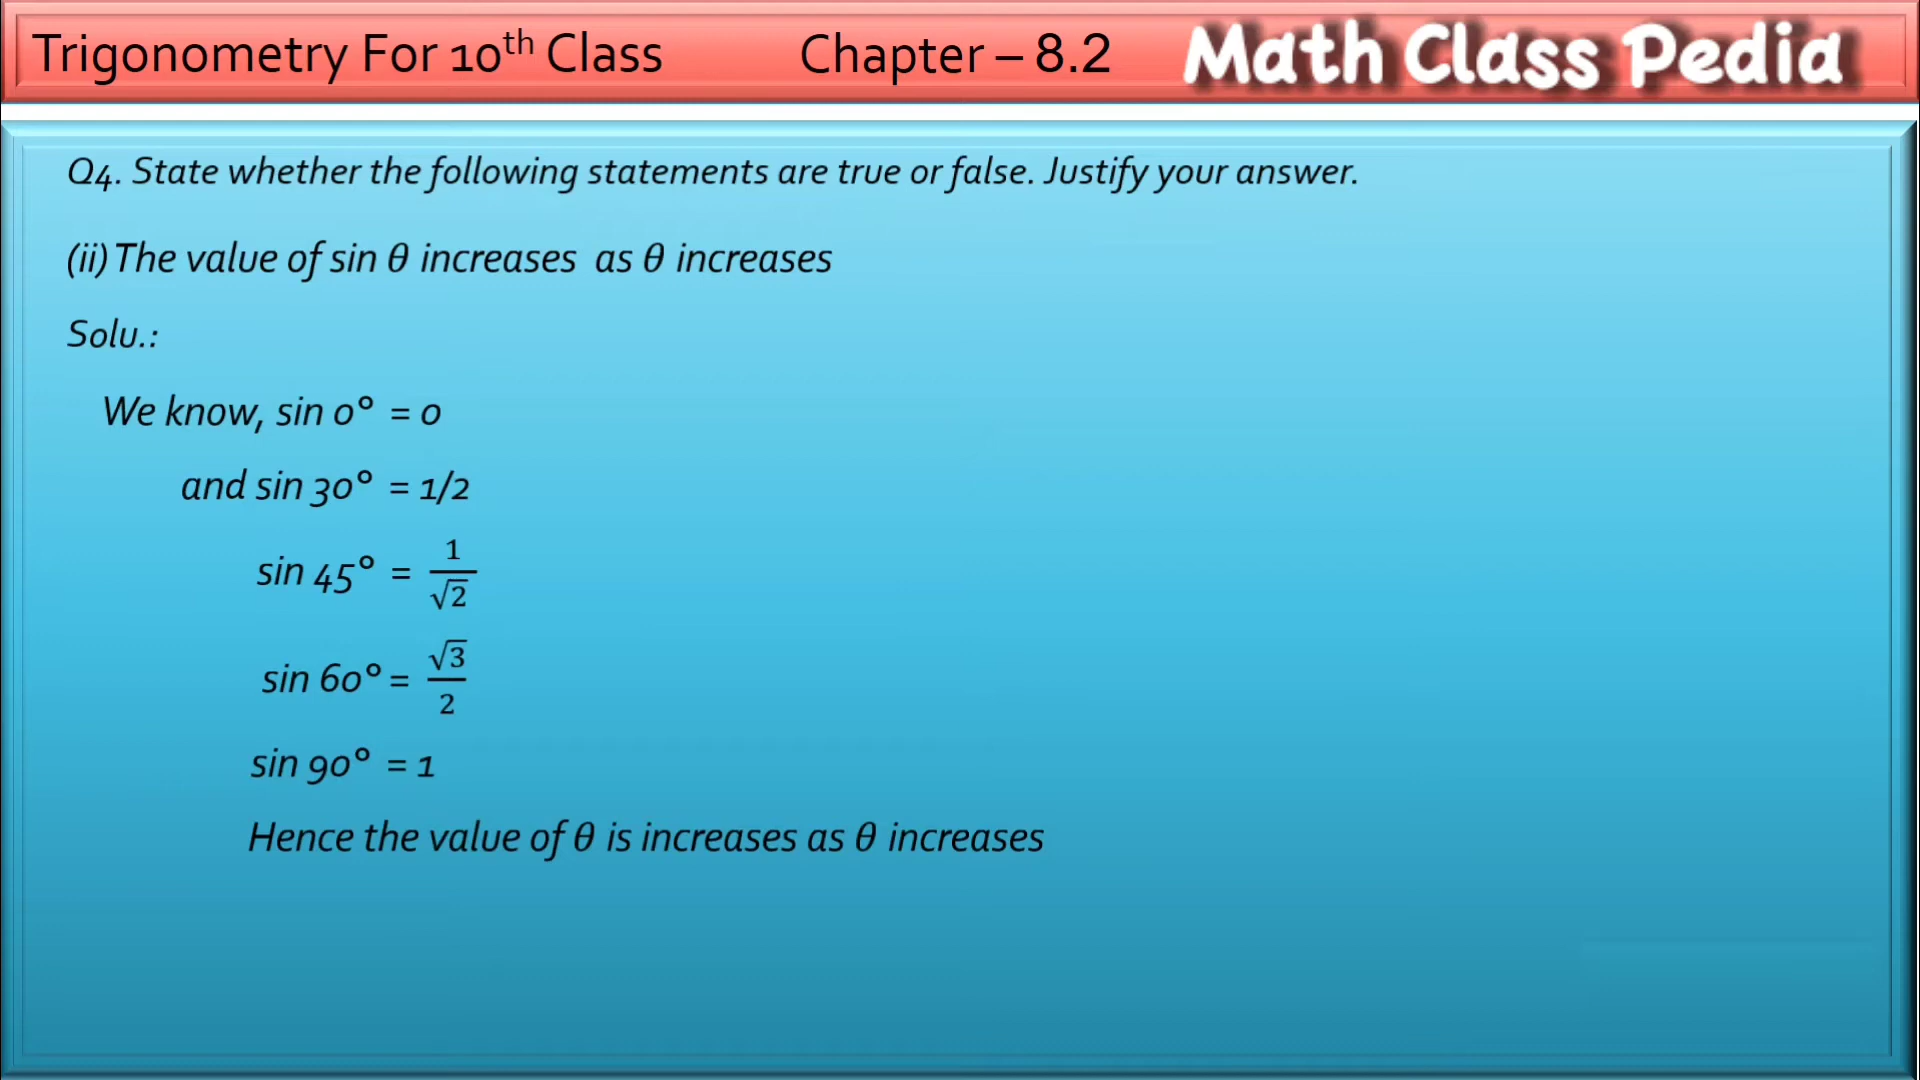 Trigonometry For 10th Class Chapter – 8.2 Math Class Pedia
Q4. State whether the following statements are true or false. Justify your answer.
(ii) The value of sin θ increases as θ increases
Solu.:
We know, sin 0° = 0
and sin 30° = 1/2
sin 45° = 1/√2
sin 60° = √3/2
sin 90° = 1
Hence the value of θ is increases as θ increases